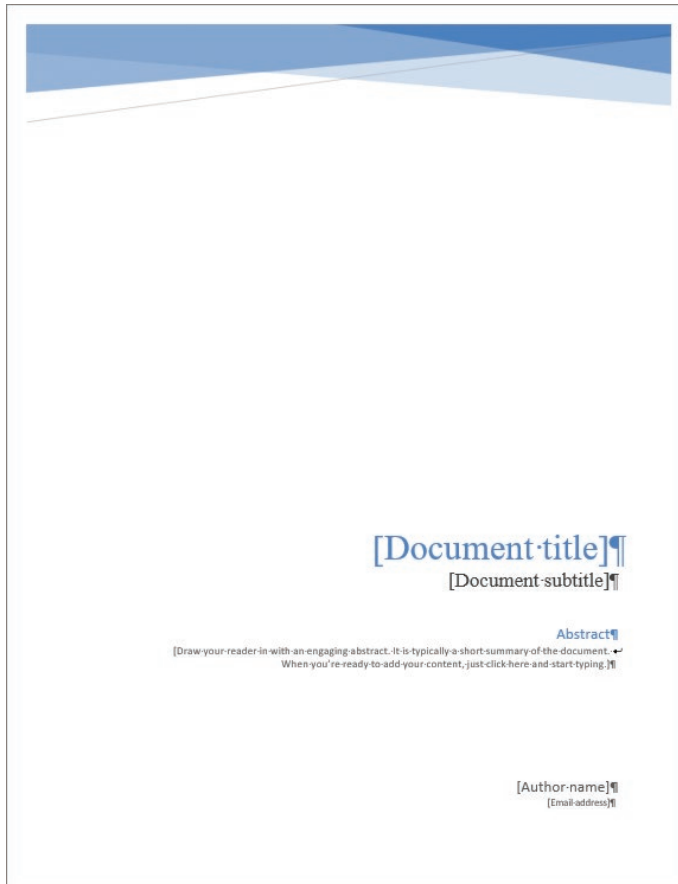 [Document·title]¶
[Document·subtitle]¶
Abstract¶
[Draw·your·reader·in·with·an·engaging·abstract.·It·is·typically·a·short·summary·of·the·document.·↵
When·you're·ready·to·add·your·content,·just·click·here·and·start·typing.]¶
[Author·name]¶
[Email·address]¶